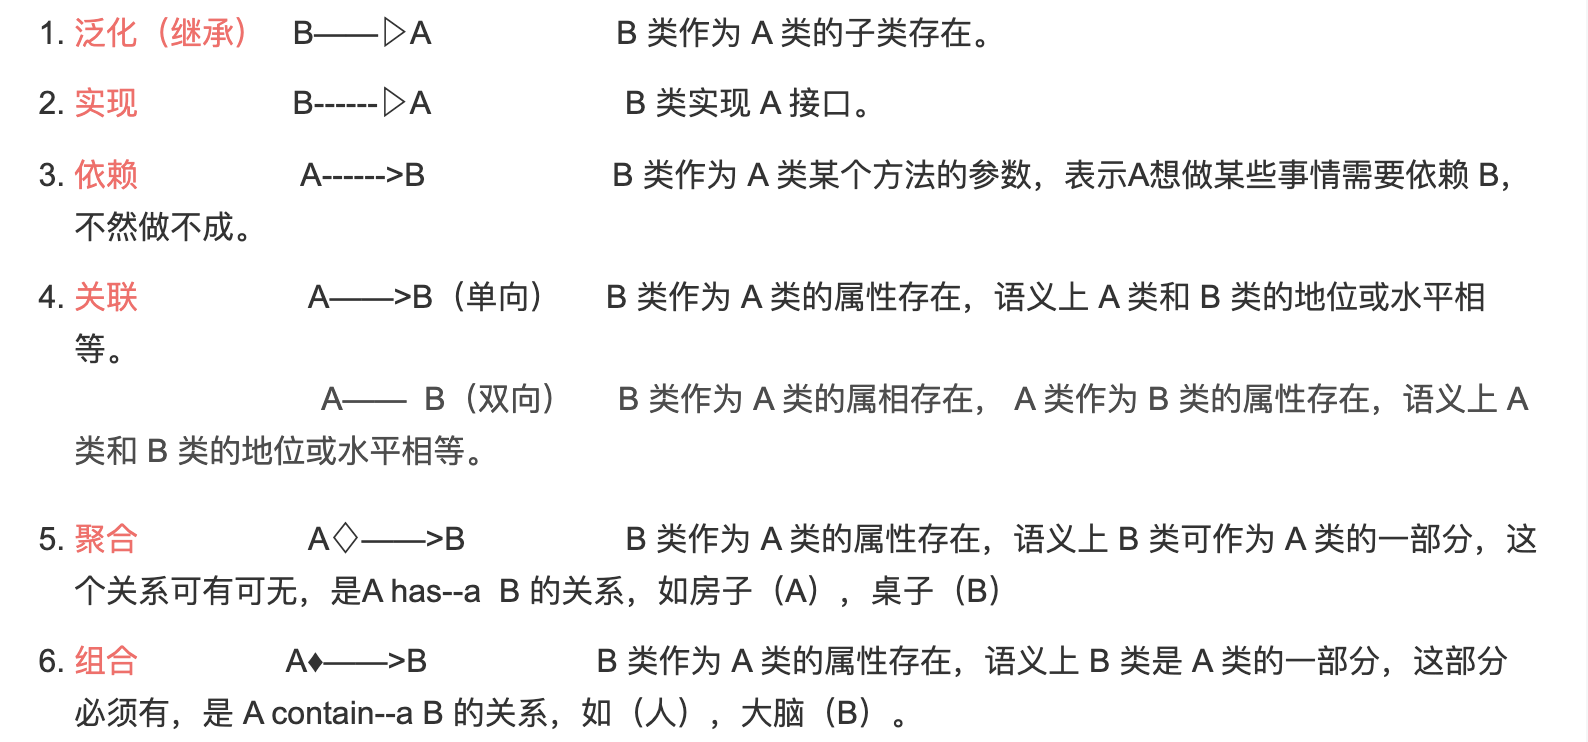 1. 泛化（继承） B——▷A B 类作为 A 类的子类存在。
2. 实现 B------▷A B 类实现 A 接口。
3. 依赖 A------>B B 类作为 A 类某个方法的参数，表示A想做某些事情需要依赖 B，
不然做不成。
4. 关联 A——>B（单向） B 类作为 A 类的属性存在，语义上 A 类和 B 类的地位或水平相
等。
A—— B（双向） B 类作为 A 类的属相存在， A 类作为 B 类的属性存在，语义上 A
类和 B 类的地位或水平相等。
5. 聚合 A◇——>B B 类作为 A 类的属性存在，语义上 B 类可作为 A 类的一部分，这
个关系可有可无，是A has--a B 的关系，如房子（A），桌子（B）
6. 组合 A♦——>B B 类作为 A 类的属性存在，语义上 B 类是 A 类的一部分，这部分
必须有，是 A contain--a B 的关系，如（人），大脑（B）。